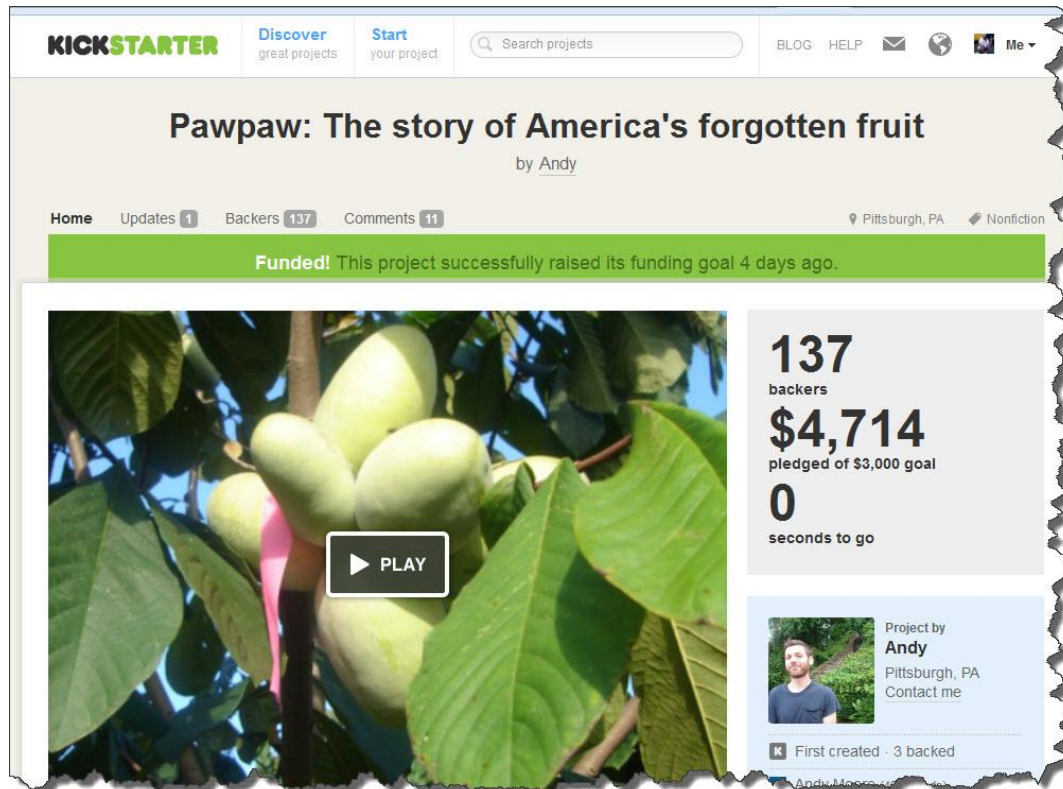 KICKSTARTER
Discover
great projects
Start
your project
Search projects
BLOG HELP
Me
Pawpaw: The story of America's forgotten fruit
by Andy
Home Updates 1 Backers 137 Comments 11
Pittsburgh, PA Nonfiction
Funded! This project successfully raised its funding goal 4 days ago.
PLAY
137
backers
$4,714
pledged of $3,000 goal
0
seconds to go
Project by
Andy
Pittsburgh, PA
Contact me
K First created · 3 backed
Andy Moore